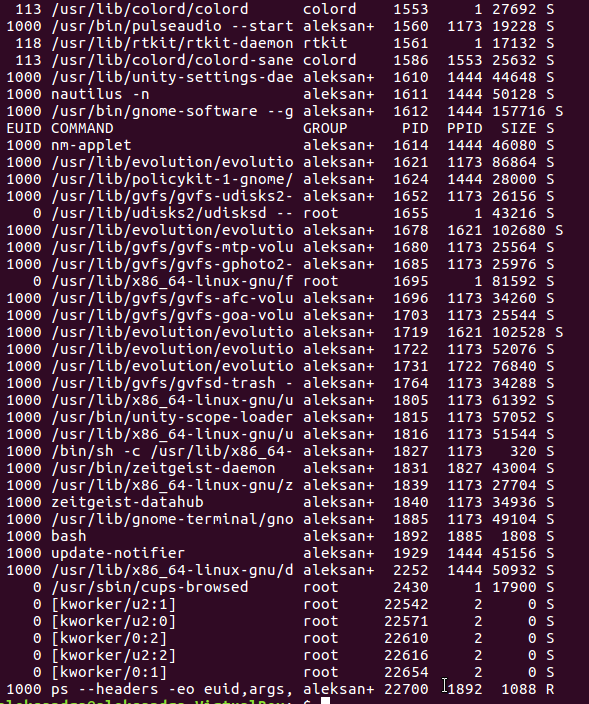 113 /usr/lib/colord/colord colord 1553 1 27692 S
1000 /usr/bin/pulseaudio --start aleksan+ 1560 1173 19228 S
118 /usr/lib/rtkit/rtkit-daemon rtkit 1561 1 17132 S
113 /usr/lib/colord/colord-sane colord 1586 1553 25632 S
1000 /usr/lib/unity-settings-dae aleksan+ 1610 1444 44648 S
1000 nautilus -n aleksan+ 1611 1444 50128 S
1000 /usr/bin/gnome-software --g aleksan+ 1612 1444 157716 S
EUID COMMAND GROUP PID PPID SIZE S
1000 nm-applet aleksan+ 1614 1444 46080 S
1000 /usr/lib/evolution/evolutio aleksan+ 1621 1173 86864 S
1000 /usr/lib/policykit-1-gnome/ aleksan+ 1624 1444 28000 S
1000 /usr/lib/gvfs/gvfs-udisks2- aleksan+ 1652 1173 26156 S
0 /usr/lib/udisks2/udisksd -- root 1655 1 43216 S
1000 /usr/lib/evolution/evolutio aleksan+ 1678 1621 102680 S
1000 /usr/lib/gvfs/gvfs-mtp-volu aleksan+ 1680 1173 25564 S
1000 /usr/lib/gvfs/gvfs-gphoto2- aleksan+ 1685 1173 25976 S
0 /usr/lib/x86_64-linux-gnu/f root 1695 1 81592 S
1000 /usr/lib/gvfs/gvfs-afc-volu aleksan+ 1696 1173 34260 S
1000 /usr/lib/gvfs/gvfs-goa-volu aleksan+ 1703 1173 25544 S
1000 /usr/lib/evolution/evolutio aleksan+ 1719 1621 102528 S
1000 /usr/lib/evolution/evolutio aleksan+ 1722 1173 52076 S
1000 /usr/lib/evolution/evolutio aleksan+ 1731 1722 76840 S
1000 /usr/lib/gvfs/gvfsd-trash - aleksan+ 1764 1173 34288 S
1000 /usr/lib/x86_64-linux-gnu/u aleksan+ 1805 1173 61392 S
1000 /usr/bin/unity-scope-loader aleksan+ 1815 1173 57052 S
1000 /usr/lib/x86_64-linux-gnu/u aleksan+ 1816 1173 51544 S
1000 /bin/sh -c /usr/lib/x86_64- aleksan+ 1827 1173 320 S
1000 /usr/bin/zeitgeist-daemon aleksan+ 1831 1827 43004 S
1000 /usr/lib/x86_64-linux-gnu/z aleksan+ 1839 1173 27704 S
1000 zeitgeist-datahub aleksan+ 1840 1173 34936 S
1000 /usr/lib/gnome-terminal/gno aleksan+ 1885 1173 49104 S
1000 bash aleksan+ 1892 1885 1808 S
1000 update-notifier aleksan+ 1929 1444 45156 S
1000 /usr/lib/x86_64-linux-gnu/d aleksan+ 2252 1444 50932 S
0 /usr/sbin/cups-browsed root 2430 1 17900 S
0 [kworker/u2:1] root 22542 2 0 S
0 [kworker/u2:0] root 22571 2 0 S
0 [kworker/0:2] root 22610 2 0 S
0 [kworker/u2:2] root 22616 2 0 S
0 [kworker/0:1] root 22654 2 0 S
1000 ps --headers -eo euid,args, aleksan+ 22700 1892 1088 R